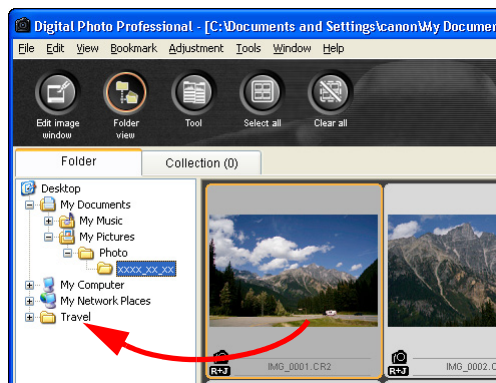 Digital Photo Professional - [C:\Documents and Settings\canon\My Documen
File Edit View Bookmark Adjustment Tools Window Help
Edit image window
Folder view
Tool
Select all
Clear all
Folder
Collection (0)
Desktop
My Documents
My Music
My Pictures
Photo
xxxx_xx_xx
My Computer
My Network Places
Travel
R+J
IMG_0001.CR2
R+J
IMG_0002.C